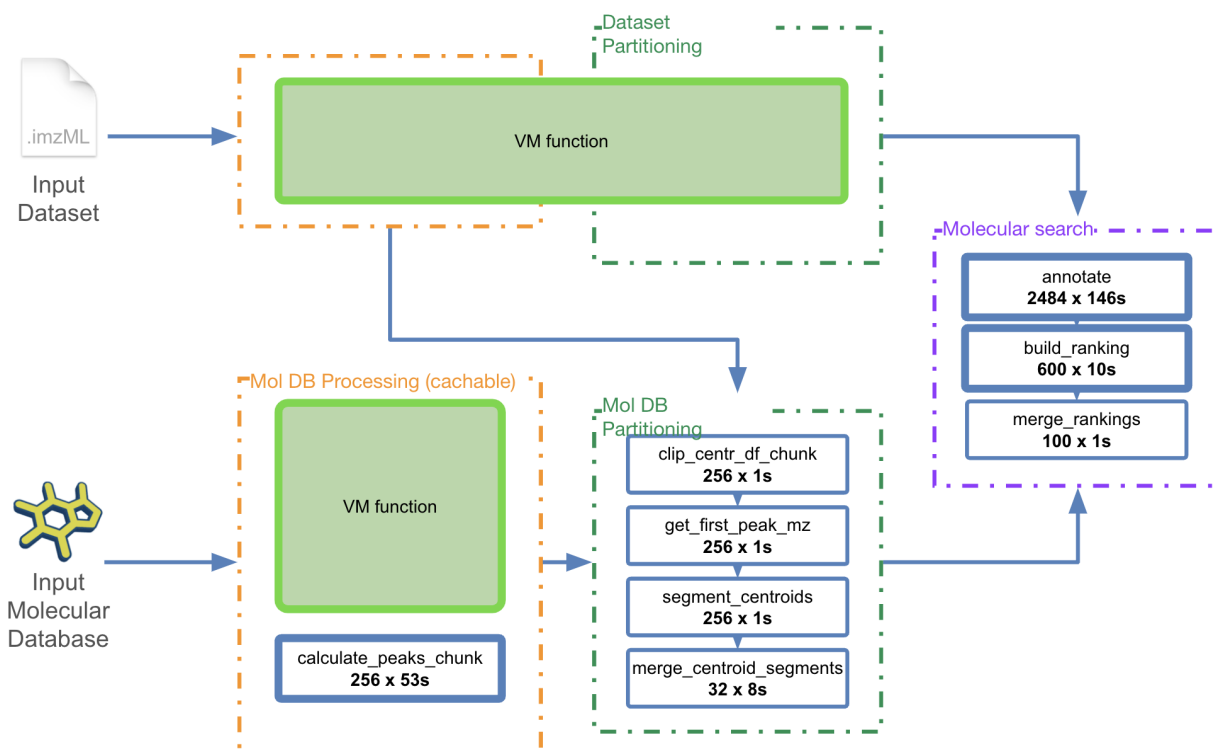 Dataset
Partitioning
.imzML
Input
Dataset
VM function
Molecular search
annotate
2484 x 146s
build_ranking
600 x 10s
merge_rankings
100 x 1s
Mol DB Processing (cachable)
VM function
calculate_peaks_chunk
256 x 53s
Mol DB
Partitioning
clip_centr_df_chunk
256 x 1s
get_first_peak_mz
256 x 1s
segment_centroids
256 x 1s
merge_centroid_segments
32 x 8s
Input
Molecular
Database